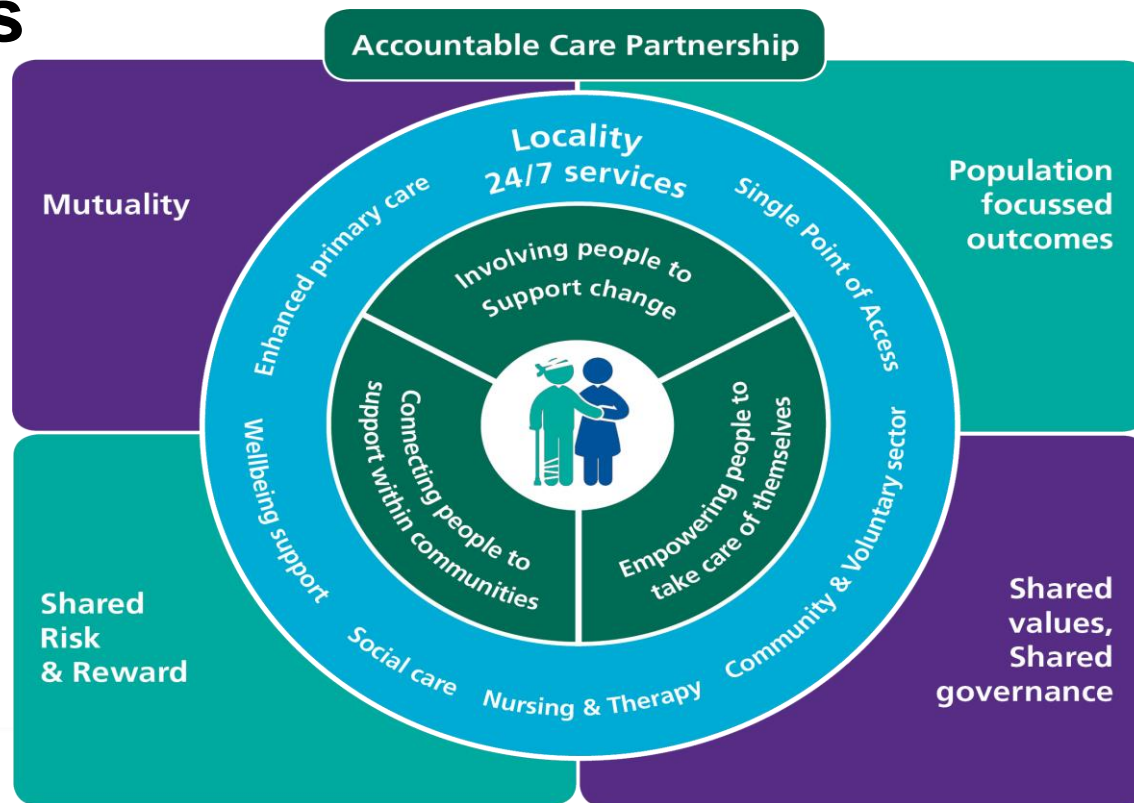 s
Accountable Care Partnership
Mutuality
Population
focussed
outcomes
Locality
24/7 services
Enhanced primary care
Single Point of Access
Wellbeing support
Community & Voluntary sector
Social care
Nursing & Therapy
Involving people to
Support change
Connecting people to
support within communities
Empowering people to
take care of themselves
Shared
Risk
& Reward
Shared
values,
Shared
governance